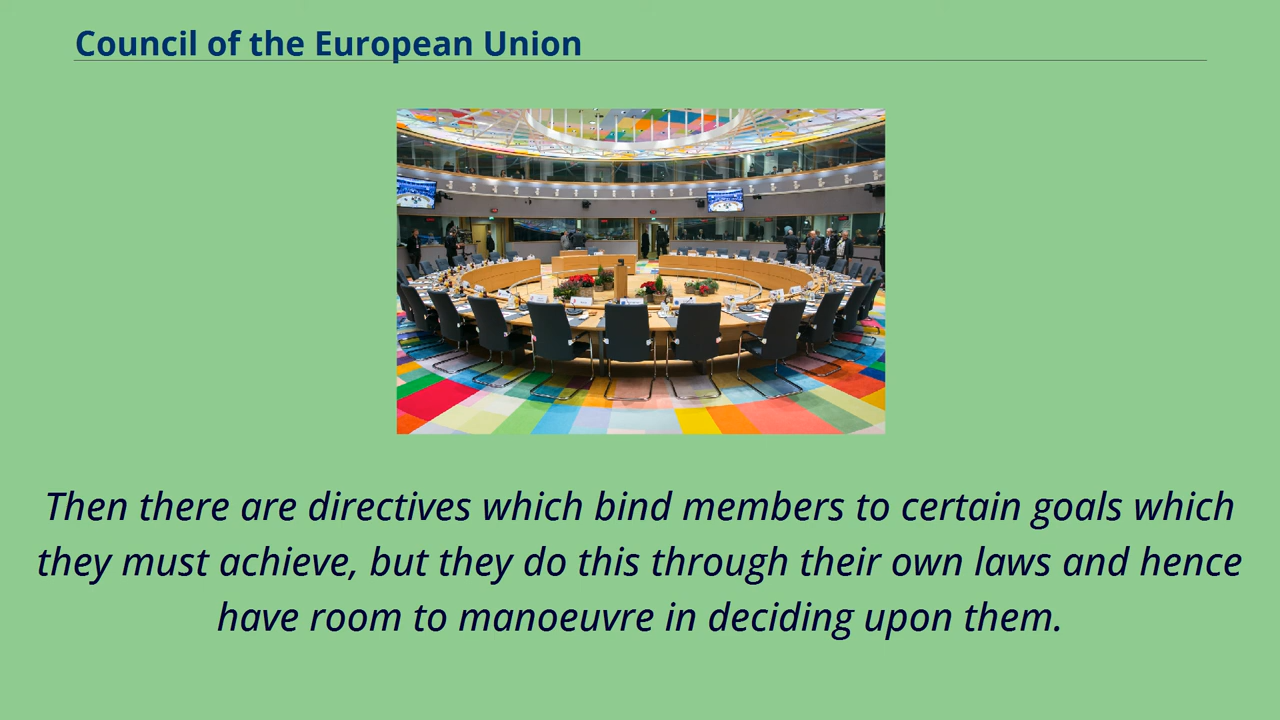 Council of the European Union
Then there are directives which bind members to certain goals which
they must achieve, but they do this through their own laws and hence
have room to manoeuvre in deciding upon them.